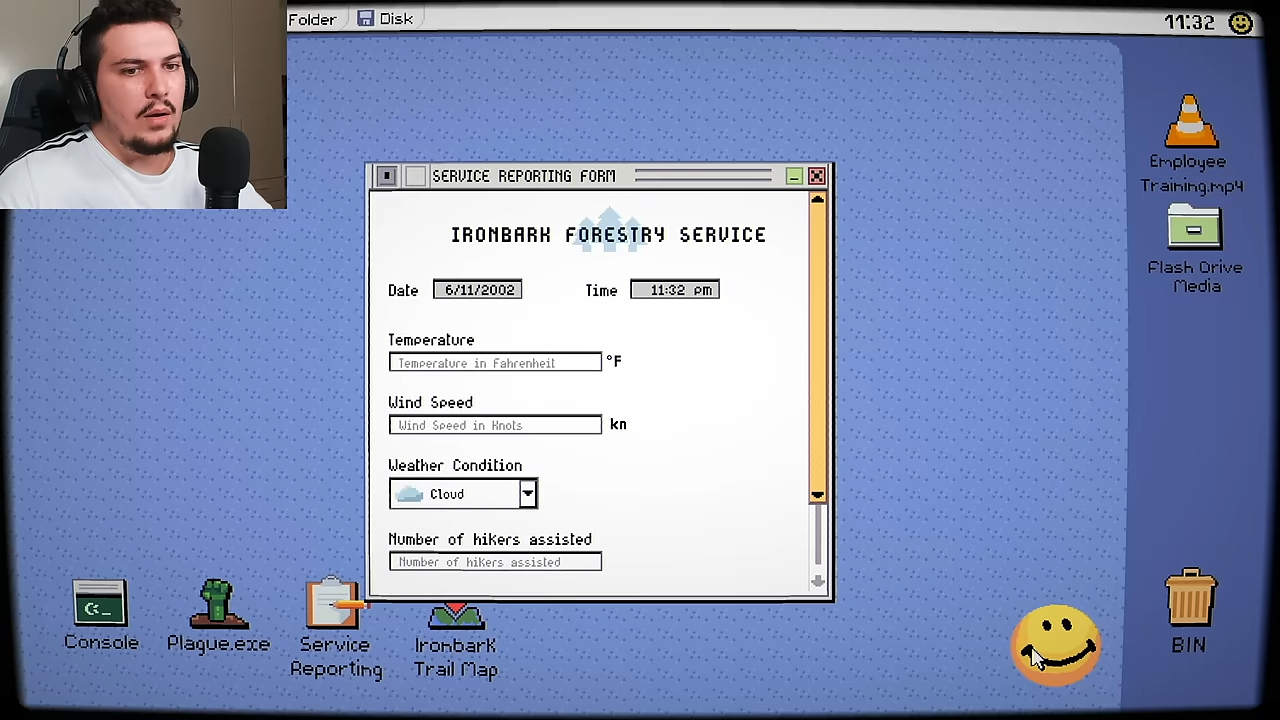 Folder
Disk
11:32
SERVICE REPORTING FORM
IRONBARK FORESTRY SERVICE
Date 6/11/2002 Time 11:32 pm
Temperature
Temperature in Fahrenheit °F
Wind Speed
Wind Speed in Knots kn
Weather Condition
Cloud
Number of hikers assisted
Number of hikers assisted
Employee
Training.mp4
Flash Drive
Media
Console
Plague.exe
Service
Reporting
Ironbark
Trail Map
BIN